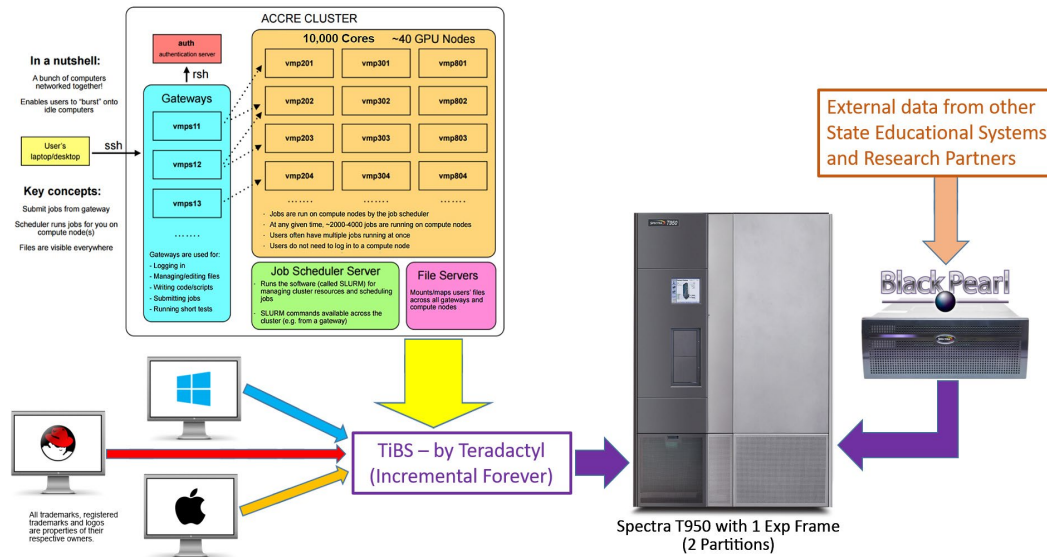 ACCRE CLUSTER
In a nutshell:
A bunch of computers
networked together!
Enables users to "burst" onto
idle computers
User's
laptop/desktop
ssh
Key concepts:
Submit jobs from gateway
Scheduler runs jobs for you on
compute node(s)
Files are visible everywhere
auth
authentication server
rsh
Gateways
vmps11
vmps12
vmps13
.......
Gateways are used for:
- Logging in
- Managing/editing files
- Writing code/scripts
- Submitting jobs
- Running short tests
10,000 Cores ~40 GPU Nodes
vmp201 vmp301 vmp801
vmp202 vmp302 vmp802
vmp203 vmp303 vmp803
vmp204 vmp304 vmp804
....... ....... .......
· Jobs are run on compute nodes by the job scheduler
· At any given time, ~2000-4000 jobs are running on compute nodes
· Users often have multiple jobs running at once
· Users do not need to log in to a compute node
Job Scheduler Server
· Runs the software (called SLURM) for
managing cluster resources and scheduling
jobs
· SLURM commands available across the
cluster (e.g. from a gateway)
File Servers
Mounts/maps users' files
across all gateways and
compute nodes
External data from other
State Educational Systems
and Research Partners
Black Pearl
T950
TiBS – by Teradactyl
(Incremental Forever)
Spectra T950 with 1 Exp Frame
(2 Partitions)
All trademarks, registered
trademarks and logos
are properties of their
respective owners.